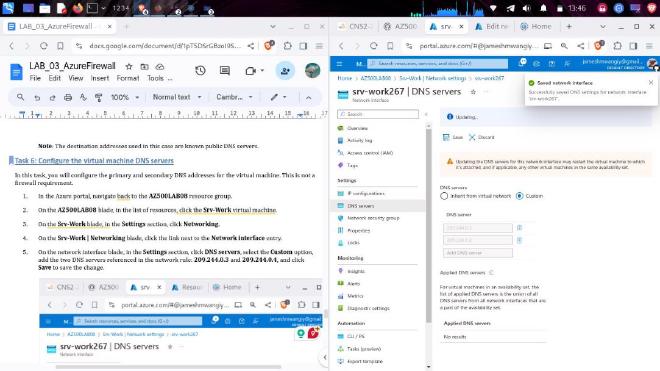 1 2 3 4
13:46
LAB_03_AzureFirewall
docs.google.com/document/d/1pTSDSrGBzol9S...
LAB_03_AzureFirewall
File Edit View Insert Format Tools
100% Normal text Cambr...
Note: The destination addresses used in this case are known public DNS servers.
Task 6: Configure the virtual machine DNS servers
In this task, you will configure the primary and secondary DNS addresses for the virtual machine. This is not a
firewall requirement.
1. In the Azure portal, navigate back to the AZ500LAB08 resource group.
2. On the AZ500LAB08 blade, in the list of resources, click the Srv-Work virtual machine.
3. On the Srv-Work blade, in the Settings section, click Networking.
4. On the Srv-Work | Networking blade, click the link next to the Network interface entry.
5. On the network interface blade, in the Settings section, click DNS servers, select the Custom option,
add the two DNS servers referenced in the network rule: 209.244.0.3 and 209.244.0.4, and click
Save to save the change.
CNS2 AZ500 srv Resour Home
portal.azure.com/#@jameshmwangiy
Search resources, services, and docs (G+/)
jameshmwangiy@gmail
Home > AZ500LAB08 > Srv-Work | Network settings > srv-work267
srv-work267 | DNS servers
Network interface
CNS2- AZ500 srv- Edit ne Home
portal.azure.com/#@jameshmwangiy...
Search resources, services, and docs (G+/)
jameshmwangiy@gmail...
DEFAULT DIRECTORY
Home > AZ500LAB08 > Srv-Work | Network settings > srv-work267
srv-work267 | DNS servers
Network interface
Saved network interface
Successfully saved DNS settings for network interface
'srv-work267'.
Search
Overview
Activity log
Access control (IAM)
Tags
Settings
IP configurations
DNS servers
Network security group
Properties
Locks
Monitoring
Insights
Alerts
Metrics
Diagnostic settings
Automation
CLI / PS
Tasks (preview)
Export template
Updating...
Save Discard
Updating the DNS servers for this network interface may restart the virtual machine to which
it's attached, and if applicable, any other virtual machines in the same availability set.
DNS servers
Inherit from virtual network Custom
DNS server
209.244.0.3
209.244.0.4
Add DNS server
Applied DNS servers
For virtual machines in an availability set, the
list of applied DNS servers is the union of all
DNS servers from all network interfaces that are
a part of the availability set.
Applied DNS servers
No results